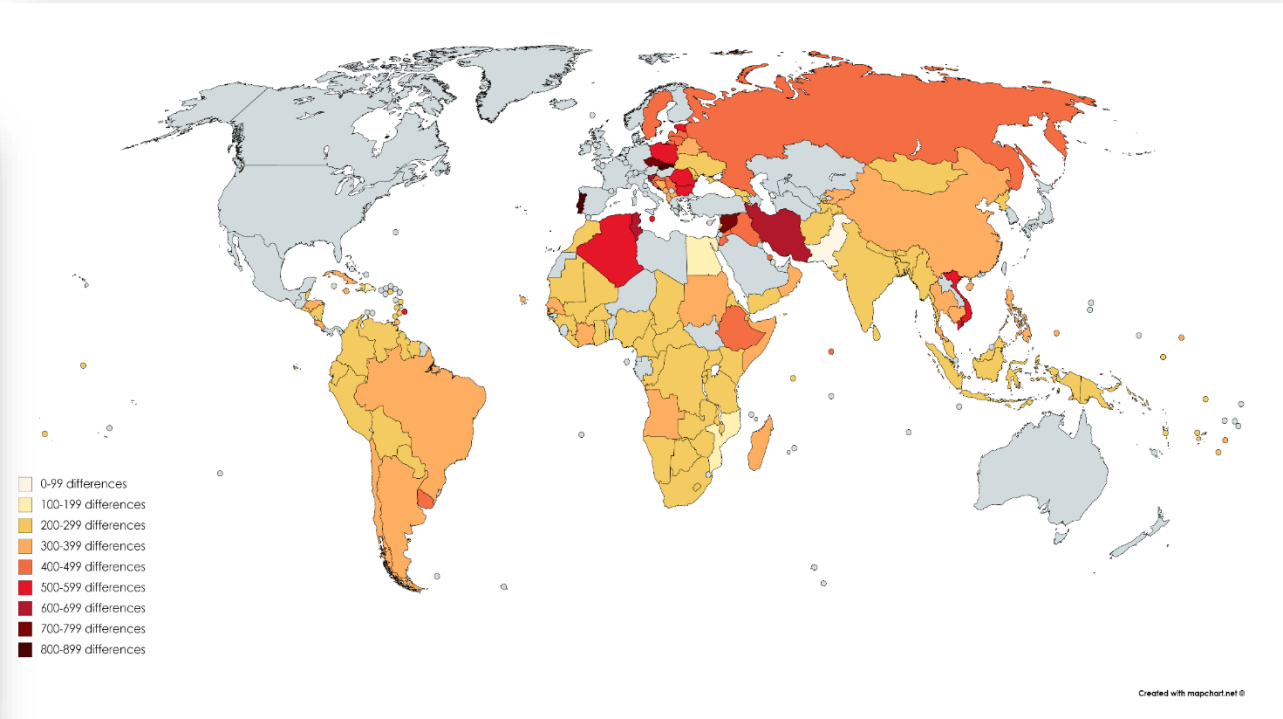 0-99 differences
100-199 differences
200-299 differences
300-399 differences
400-499 differences
500-599 differences
600-699 differences
700-799 differences
800-899 differences
Created with mapchart.net ©